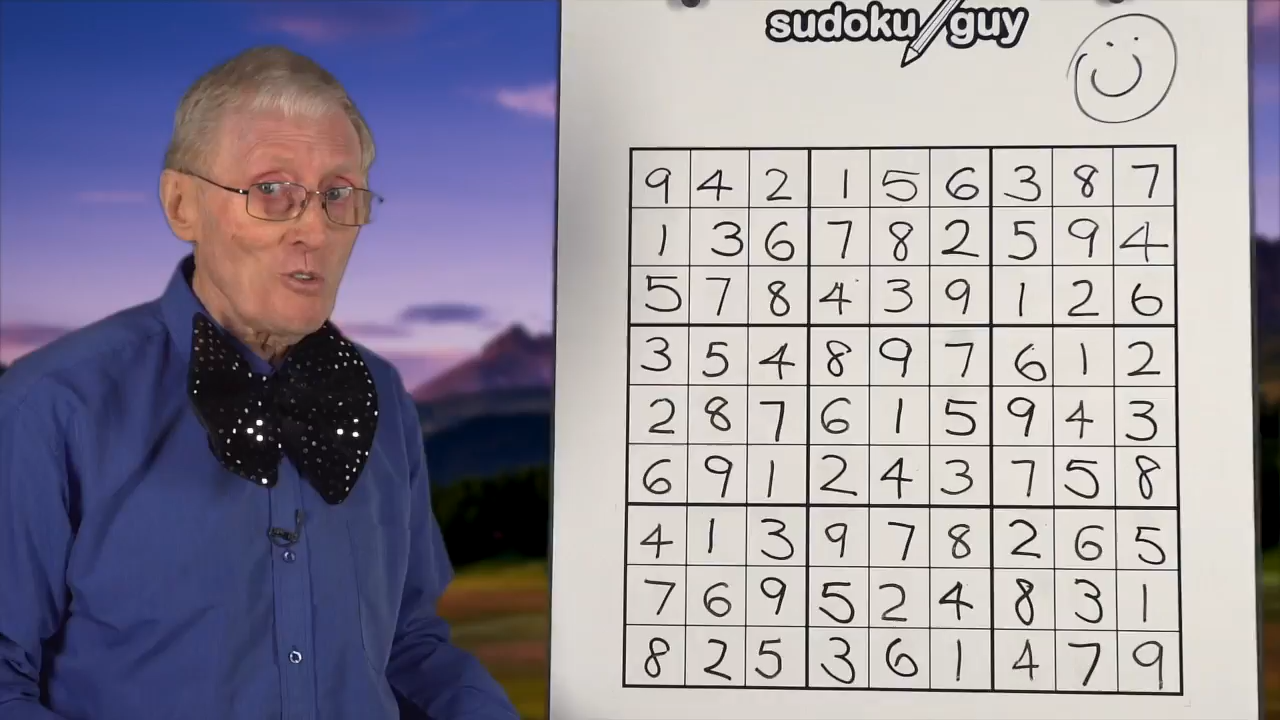 sudoku guy
9 4 2 1 5 6 3 8 7
1 3 6 7 8 2 5 9 4
5 7 8 4 3 9 1 2 6
3 5 4 8 9 7 6 1 2
2 8 7 6 1 5 9 4 3
6 9 1 2 4 3 7 5 8
4 1 3 9 7 8 2 6 5
7 6 9 5 2 4 8 3 1
8 2 5 3 6 1 4 7 9